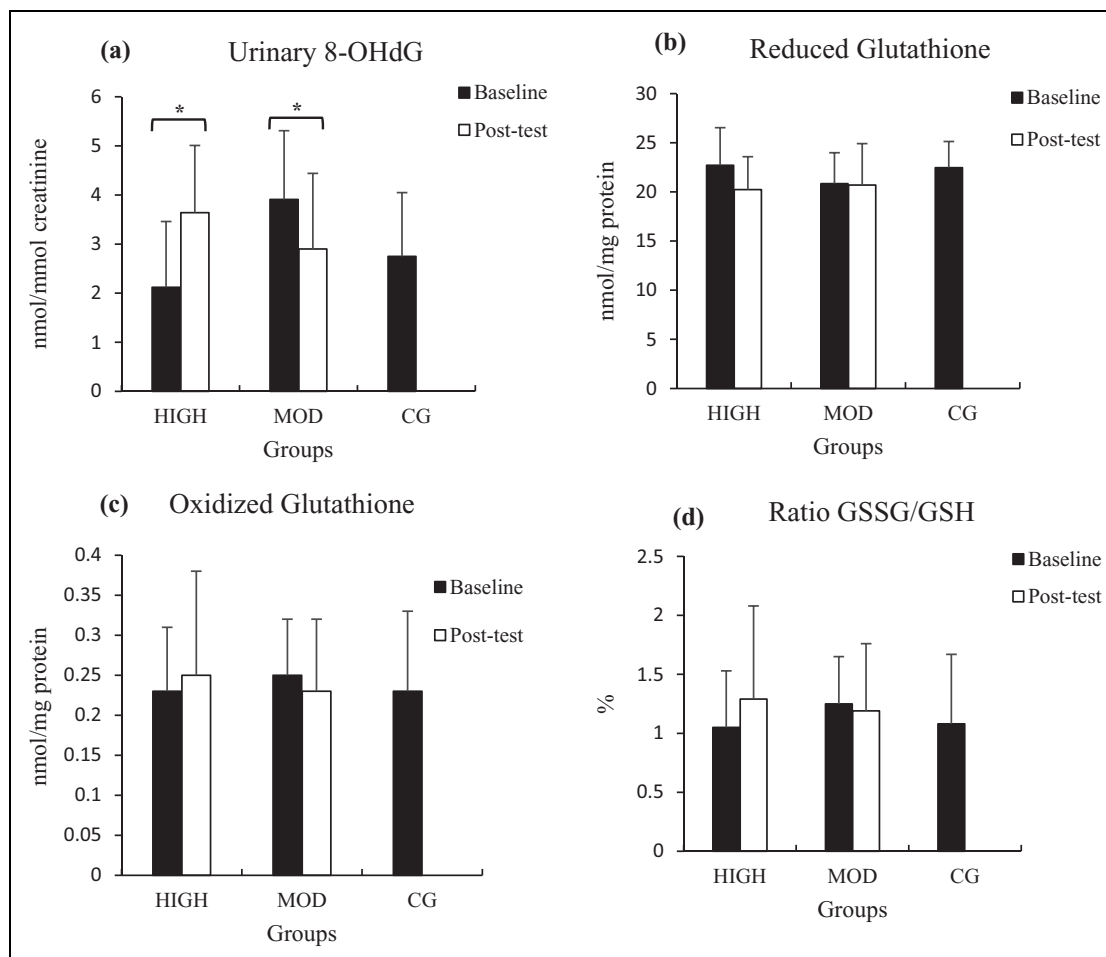 (a) Urinary 8-OHdG
Baseline
Post-test
nmol/mmol creatinine
6
5
4
3
2
1
0
*
*
HIGH MOD CG
Groups
(b) Reduced Glutathione
Baseline
Post-test
nmol/mg protein
30
25
20
15
10
5
0
HIGH MOD CG
Groups
(c) Oxidized Glutathione
Baseline
Post-test
nmol/mg protein
0.4
0.35
0.3
0.25
0.2
0.15
0.1
0.05
0
HIGH MOD CG
Groups
(d) Ratio GSSG/GSH
Baseline
Post-test
%
2.5
2
1.5
1
0.5
0
HIGH MOD CG
Groups